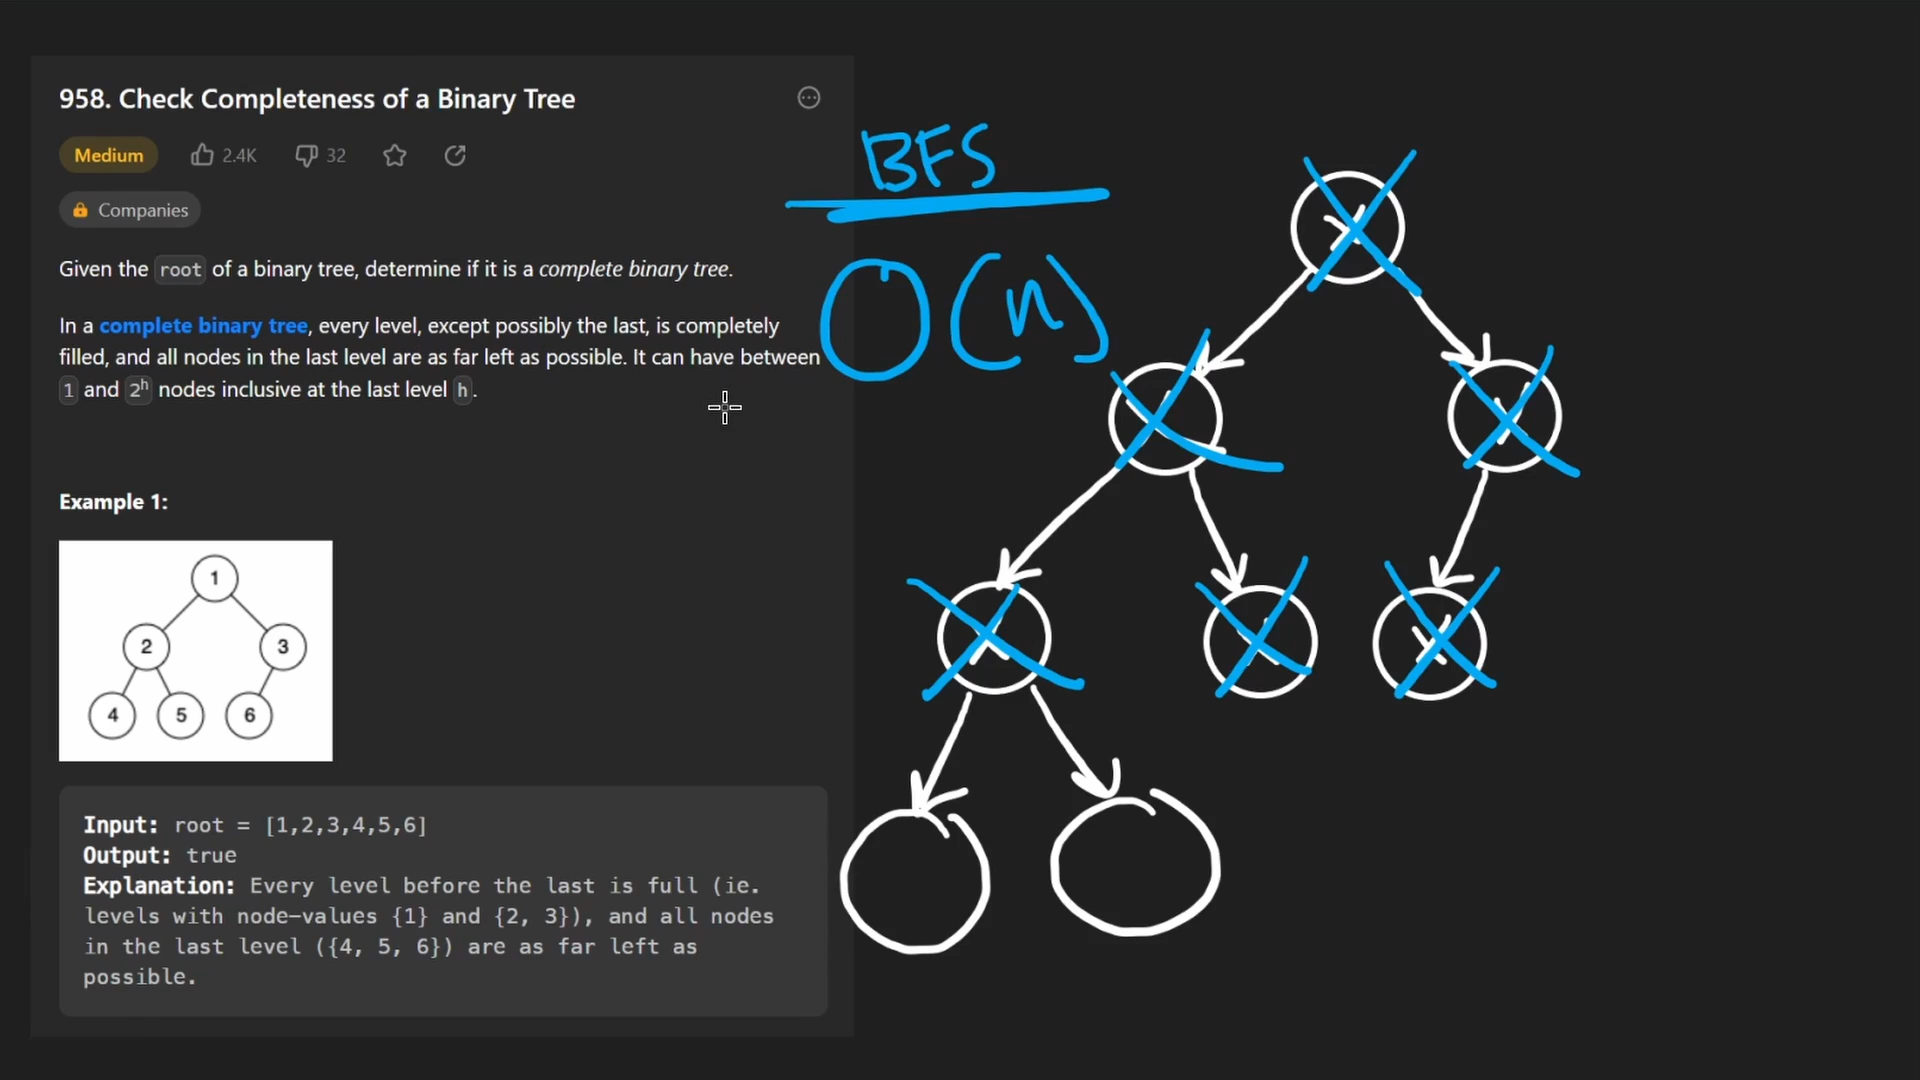 958. Check Completeness of a Binary Tree
Medium 2.4K 32
Companies
Given the root of a binary tree, determine if it is a complete binary tree.
In a complete binary tree, every level, except possibly the last, is completely
filled, and all nodes in the last level are as far left as possible. It can have between
1 and 2ʰ nodes inclusive at the last level h.
Example 1:
1
2 3
4 5 6
Input: root = [1,2,3,4,5,6]
Output: true
Explanation: Every level before the last is full (ie.
levels with node-values {1} and {2, 3}), and all nodes
in the last level ({4, 5, 6}) are as far left as
possible.
BFS
O(n)